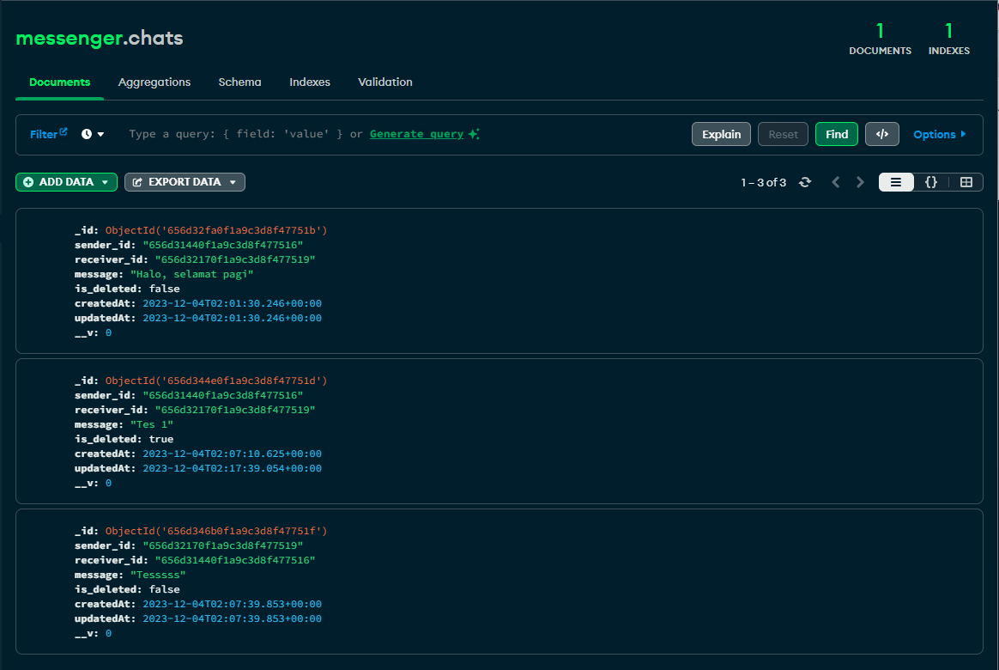 messenger.chats
1 1
DOCUMENTS INDEXES
Documents Aggregations Schema Indexes Validation
Filter Type a query: { field: 'value' } or Generate query Explain Reset Find </> Options
ADD DATA EXPORT DATA 1 – 3 of 3 {}
_id: ObjectId('656d32fa0f1a9c3d8f47751b')
sender_id: "656d31440f1a9c3d8f477516"
receiver_id: "656d32170f1a9c3d8f477519"
message: "Halo, selamat pagi"
is_deleted: false
createdAt: 2023-12-04T02:01:30.246+00:00
updatedAt: 2023-12-04T02:01:30.246+00:00
__v: 0
_id: ObjectId('656d344e0f1a9c3d8f47751d')
sender_id: "656d31440f1a9c3d8f477516"
receiver_id: "656d32170f1a9c3d8f477519"
message: "Tes 1"
is_deleted: true
createdAt: 2023-12-04T02:07:10.625+00:00
updatedAt: 2023-12-04T02:17:39.054+00:00
__v: 0
_id: ObjectId('656d346b0f1a9c3d8f47751f')
sender_id: "656d32170f1a9c3d8f477519"
receiver_id: "656d31440f1a9c3d8f477516"
message: "Tesssss"
is_deleted: false
createdAt: 2023-12-04T02:07:39.853+00:00
updatedAt: 2023-12-04T02:07:39.853+00:00
__v: 0